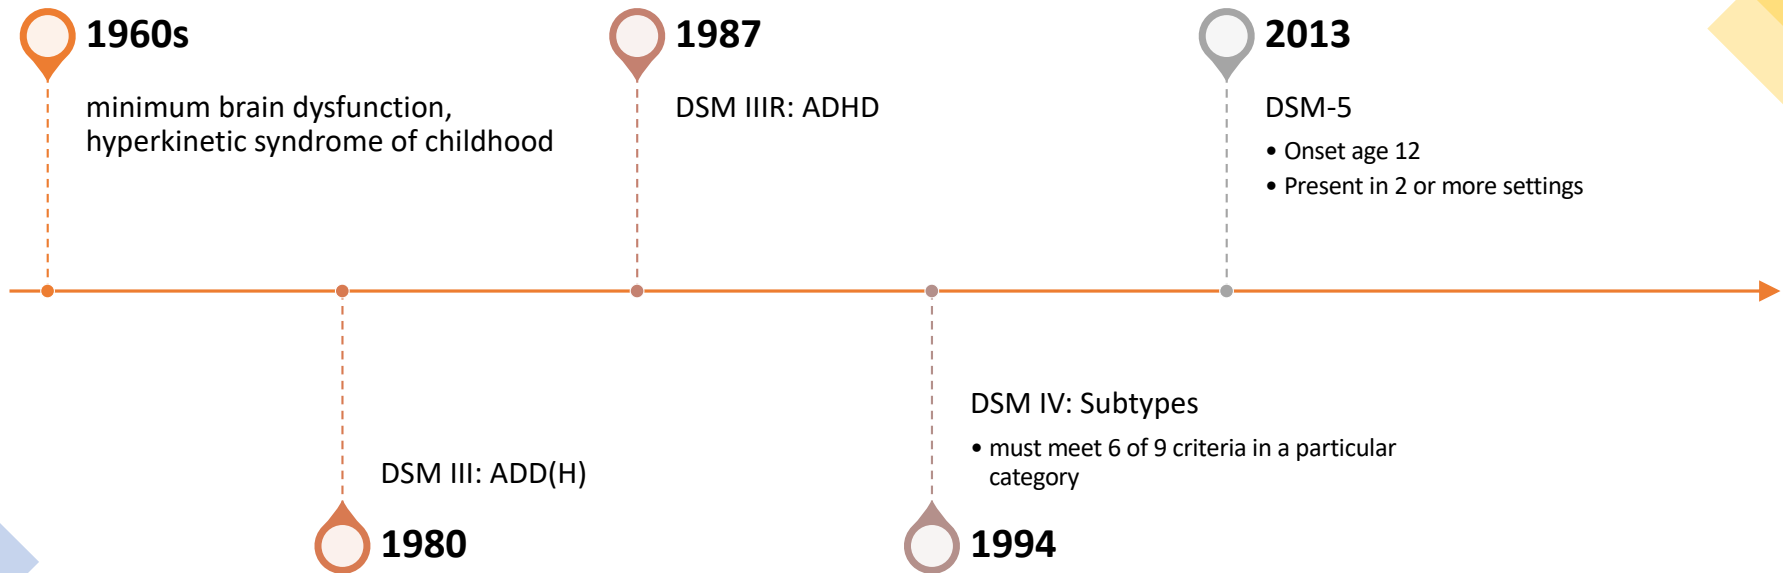 1960s
minimum brain dysfunction,
hyperkinetic syndrome of childhood
DSM III: ADD(H)
1980
1987
DSM IIIR: ADHD
DSM IV: Subtypes
• must meet 6 of 9 criteria in a particular
category
1994
2013
DSM-5
• Onset age 12
• Present in 2 or more settings